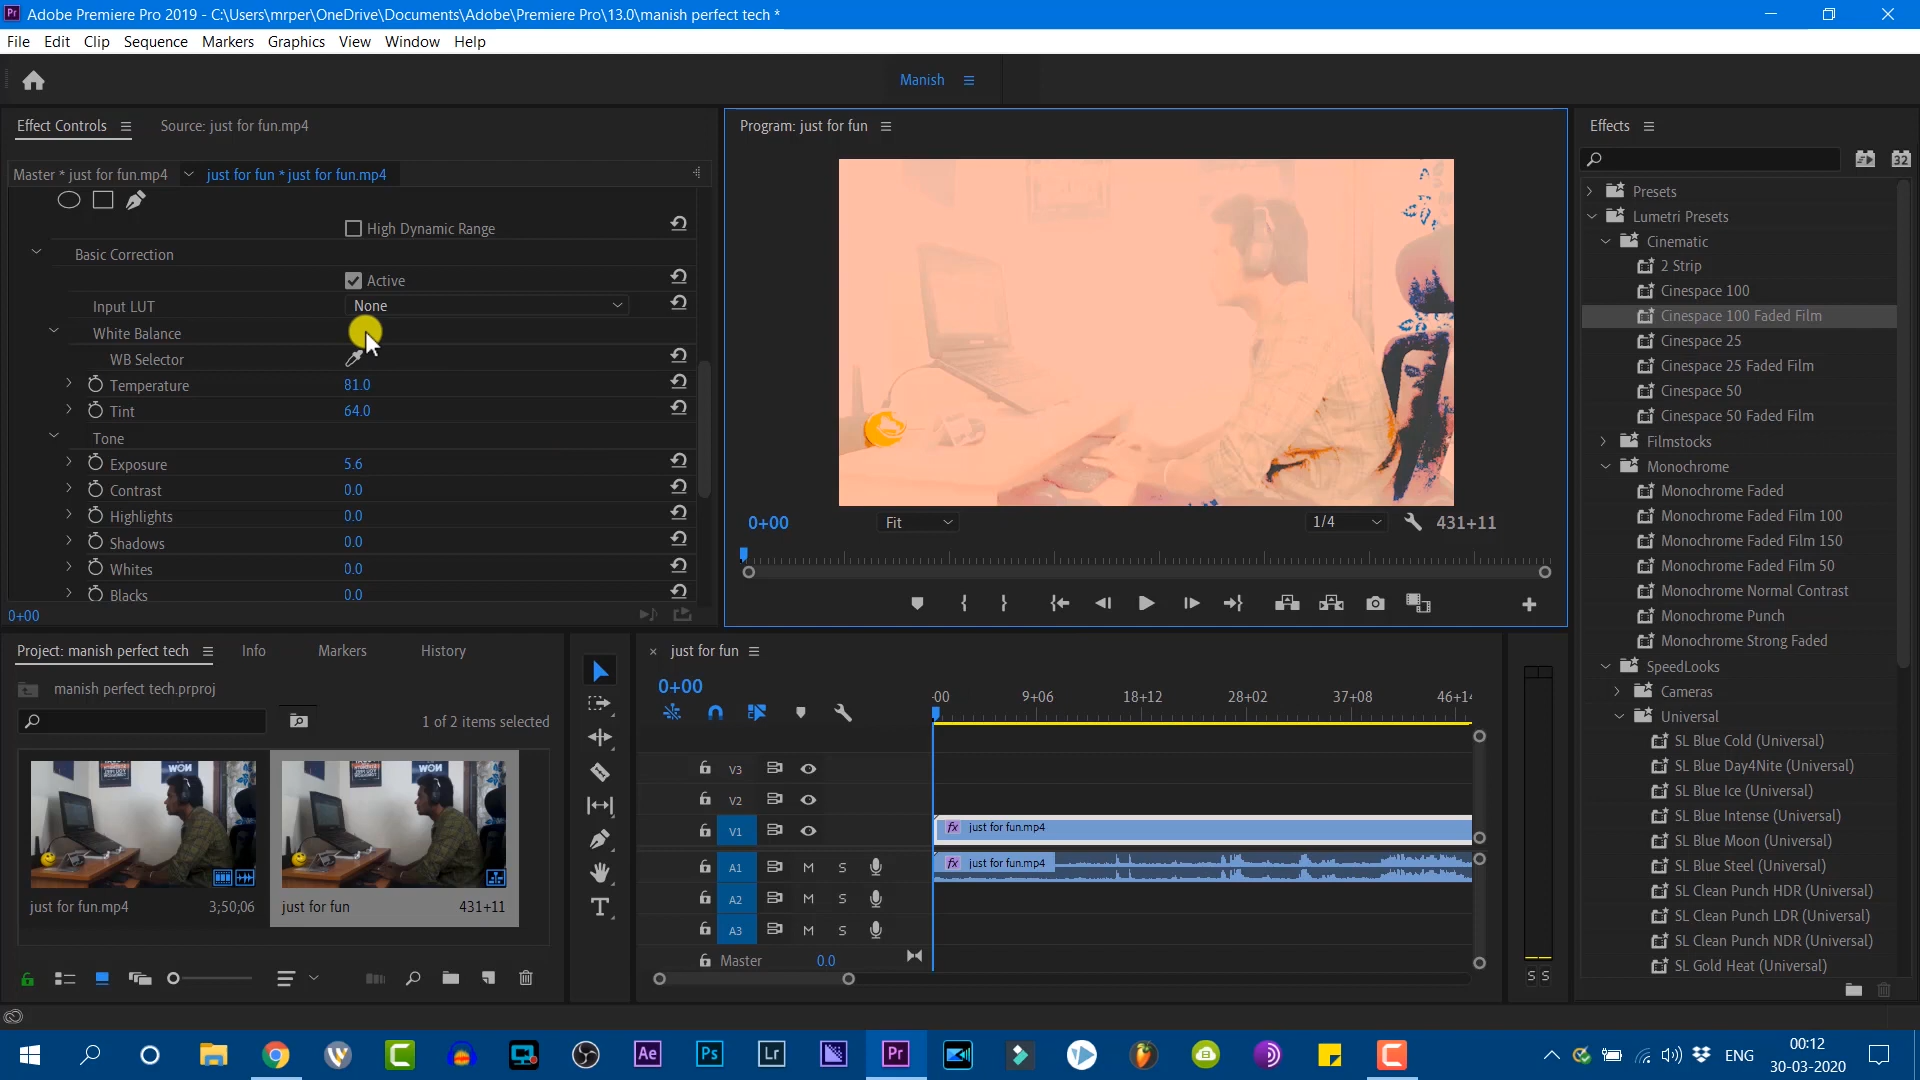 Adobe Premiere Pro 2019 - C:\Users\mrper\OneDrive\Documents\Adobe\Premiere Pro\13.0\manish perfect tech *
File Edit Clip Sequence Markers Graphics View Window Help
Manish
Effect Controls
Source: just for fun.mp4
Master * just for fun.mp4
just for fun * just for fun.mp4
High Dynamic Range
Basic Correction
Active
Input LUT None
White Balance
WB Selector
Temperature 81.0
Tint 64.0
Tone
Exposure 5.6
Contrast 0.0
Highlights 0.0
Shadows 0.0
Whites 0.0
Blacks 0.0
0+00
Program: just for fun
0+00 Fit 1/4 431+11
Effects
32
Presets
Lumetri Presets
Cinematic
2 Strip
Cinespace 100
Cinespace 100 Faded Film
Cinespace 25
Cinespace 25 Faded Film
Cinespace 50
Cinespace 50 Faded Film
Filmstocks
Monochrome
Monochrome Faded
Monochrome Faded Film 100
Monochrome Faded Film 150
Monochrome Faded Film 50
Monochrome Normal Contrast
Monochrome Punch
Monochrome Strong Faded
SpeedLooks
Cameras
Universal
SL Blue Cold (Universal)
SL Blue Day4Nite (Universal)
SL Blue Ice (Universal)
SL Blue Intense (Universal)
SL Blue Moon (Universal)
SL Blue Steel (Universal)
SL Clean Punch HDR (Universal)
SL Clean Punch LDR (Universal)
SL Clean Punch NDR (Universal)
SL Gold Heat (Universal)
Project: manish perfect tech Info Markers History
manish perfect tech.prproj
1 of 2 items selected
just for fun.mp4 3;50;06
just for fun 431+11
just for fun
0+00
:00 9+06 18+12 28+02 37+08 46+14
V3
V2
V1 fx just for fun.mp4
A1 M S fx just for fun.mp4
A2 M S
A3 M S
Master 0.0
S S
Ae Ps Lr Pr
ENG
00:12
30-03-2020